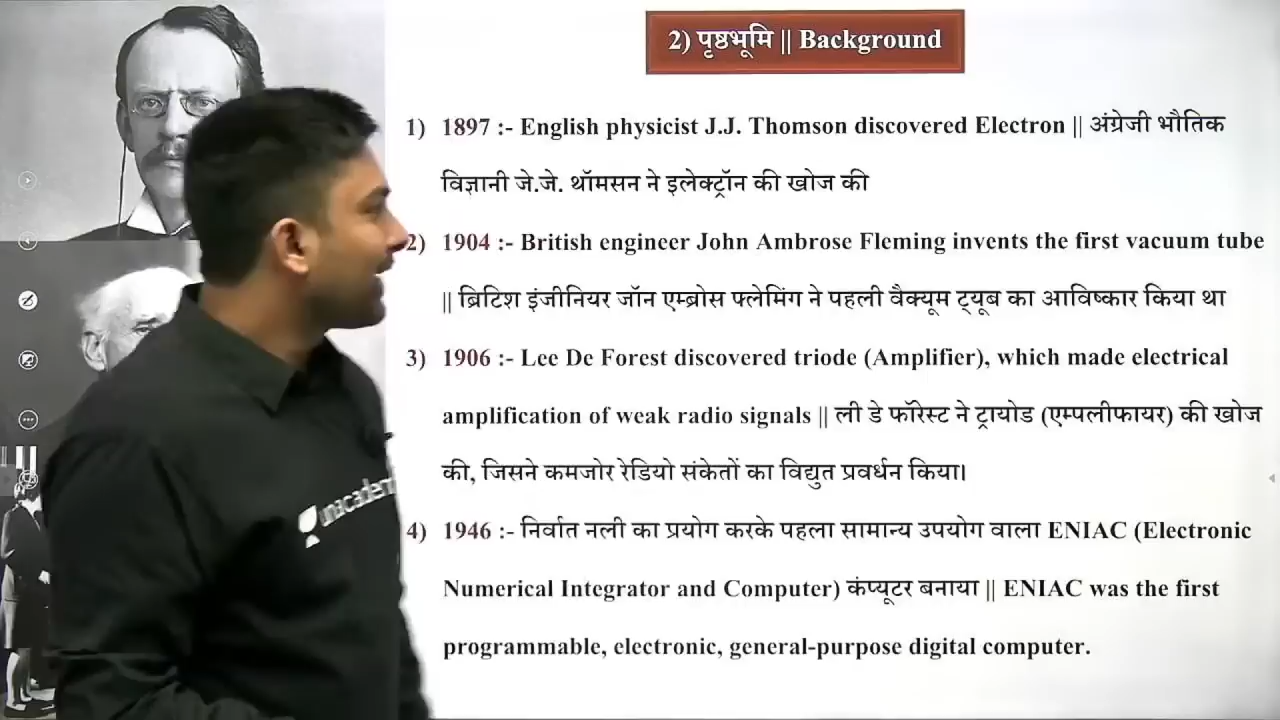 2) पृष्ठभूमि || Background
1) 1897 :- English physicist J.J. Thomson discovered Electron || अंग्रेजी भौतिक
विज्ञानी जे.जे. थॉमसन ने इलेक्ट्रॉन की खोज की
2) 1904 :- British engineer John Ambrose Fleming invents the first vacuum tube
|| ब्रिटिश इंजीनियर जॉन एम्ब्रोस फ्लेमिंग ने पहली वैक्यूम ट्यूब का आविष्कार किया था
3) 1906 :- Lee De Forest discovered triode (Amplifier), which made electrical
amplification of weak radio signals || ली डे फॉरेस्ट ने ट्रायोड (एम्पलीफायर) की खोज
की, जिसने कमजोर रेडियो संकेतों का विद्युत प्रवर्धन किया।
4) 1946 :- निर्वात नली का प्रयोग करके पहला सामान्य उपयोग वाला ENIAC (Electronic
Numerical Integrator and Computer) कंप्यूटर बनाया || ENIAC was the first
programmable, electronic, general-purpose digital computer.
unacadem